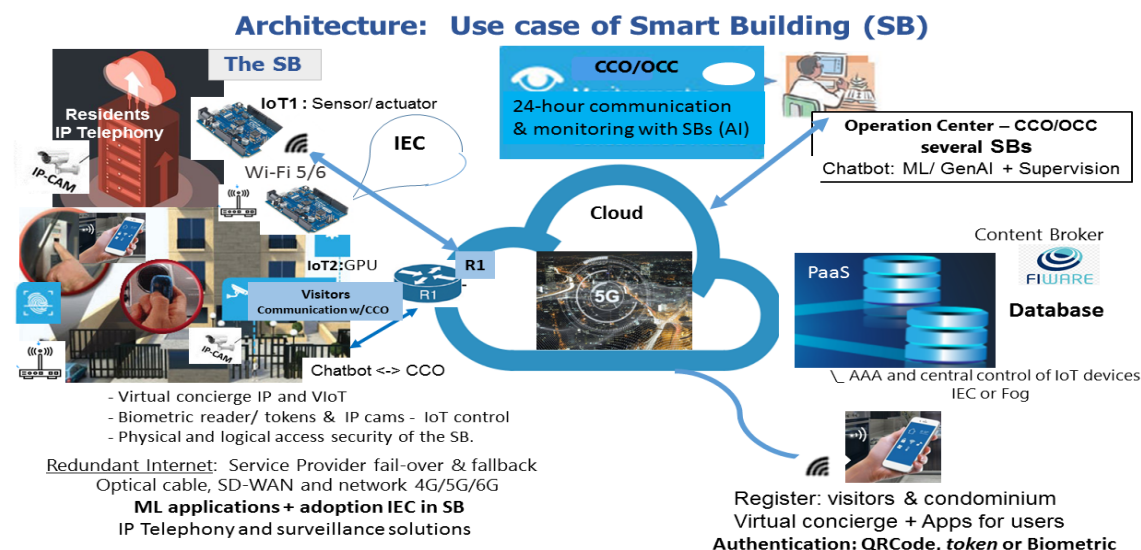 Architecture: Use case of Smart Building (SB)
The SB
Residents
IP Telephony
IP-CAM
IoT1 : Sensor/ actuator
IEC
Wi-Fi 5/6
IoT2:GPU
Visitors
Communication w/CCO
IP-CAM
Chatbot <-> CCO
R1
R1
CCO/OCC
24-hour communication
& monitoring with SBs (AI)
Operation Center – CCO/OCC
several SBs
Chatbot: ML/ GenAI + Supervision
Cloud
5G
Content Broker
FIWARE
PaaS
Database
\_ AAA and central control of IoT devices
IEC or Fog
- Virtual concierge IP and VIoT
- Biometric reader/ tokens & IP cams - IoT control
- Physical and logical access security of the SB.
Redundant Internet: Service Provider fail-over & fallback
Optical cable, SD-WAN and network 4G/5G/6G
ML applications + adoption IEC in SB
IP Telephony and surveillance solutions
Register: visitors & condominium
Virtual concierge + Apps for users
Authentication: QRCode, token or Biometric